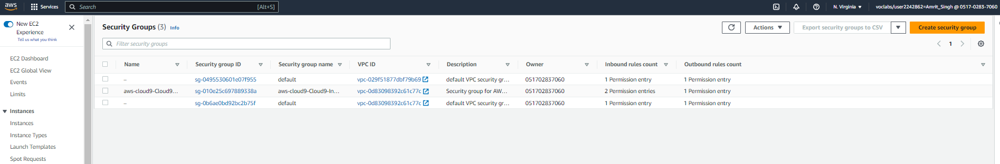 aws Services Search [Alt+S] N. Virginia voclabs/user2242862=Amrit_Singh @ 0517-0283-7060
New EC2
Experience
Tell us what you think
EC2 Dashboard
EC2 Global View
Events
Limits
Instances
Instances
Instance Types
Launch Templates
Spot Requests
Security Groups (3) Info
Actions Export security groups to CSV Create security group
Filter security groups
1
Name Security group ID Security group name VPC ID Description Owner Inbound rules count Outbound rules count
– sg-0495530601e07f955 default vpc-029f51877dbf79b69 default VPC security gr... 051702837060 1 Permission entry 1 Permission entry
aws-cloud9-Cloud9... sg-010e25c697889338a aws-cloud9-Cloud9-In... vpc-0d83098392c61c77c Security group for AW... 051702837060 2 Permission entries 1 Permission entry
– sg-0b6ae0bd92bc2b75f default vpc-0d83098392c61c77c default VPC security gr... 051702837060 1 Permission entry 1 Permission entry